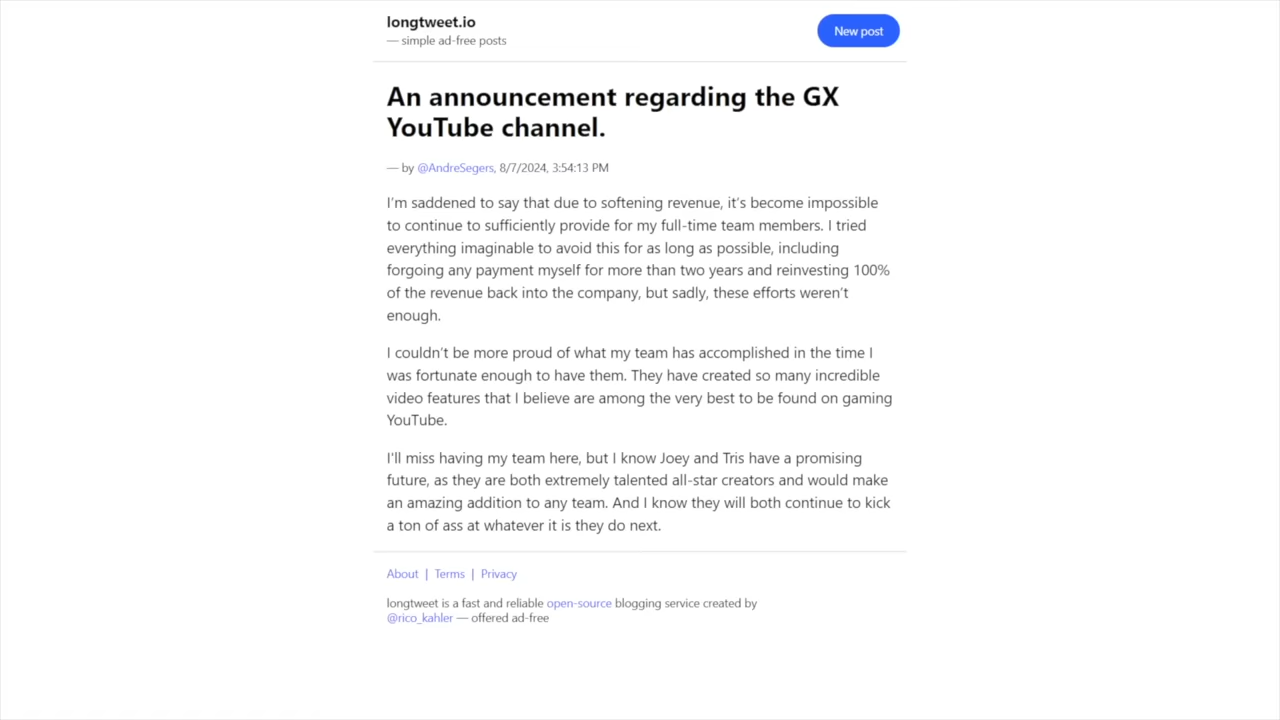 longtweet.io
— simple ad-free posts
New post
An announcement regarding the GX
YouTube channel.
— by @AndreSegers, 8/7/2024, 3:54:13 PM
I’m saddened to say that due to softening revenue, it’s become impossible
to continue to sufficiently provide for my full-time team members. I tried
everything imaginable to avoid this for as long as possible, including
forgoing any payment myself for more than two years and reinvesting 100%
of the revenue back into the company, but sadly, these efforts weren’t
enough.
I couldn’t be more proud of what my team has accomplished in the time I
was fortunate enough to have them. They have created so many incredible
video features that I believe are among the very best to be found on gaming
YouTube.
I'll miss having my team here, but I know Joey and Tris have a promising
future, as they are both extremely talented all-star creators and would make
an amazing addition to any team. And I know they will both continue to kick
a ton of ass at whatever it is they do next.
About | Terms | Privacy
longtweet is a fast and reliable open-source blogging service created by
@rico_kahler — offered ad-free